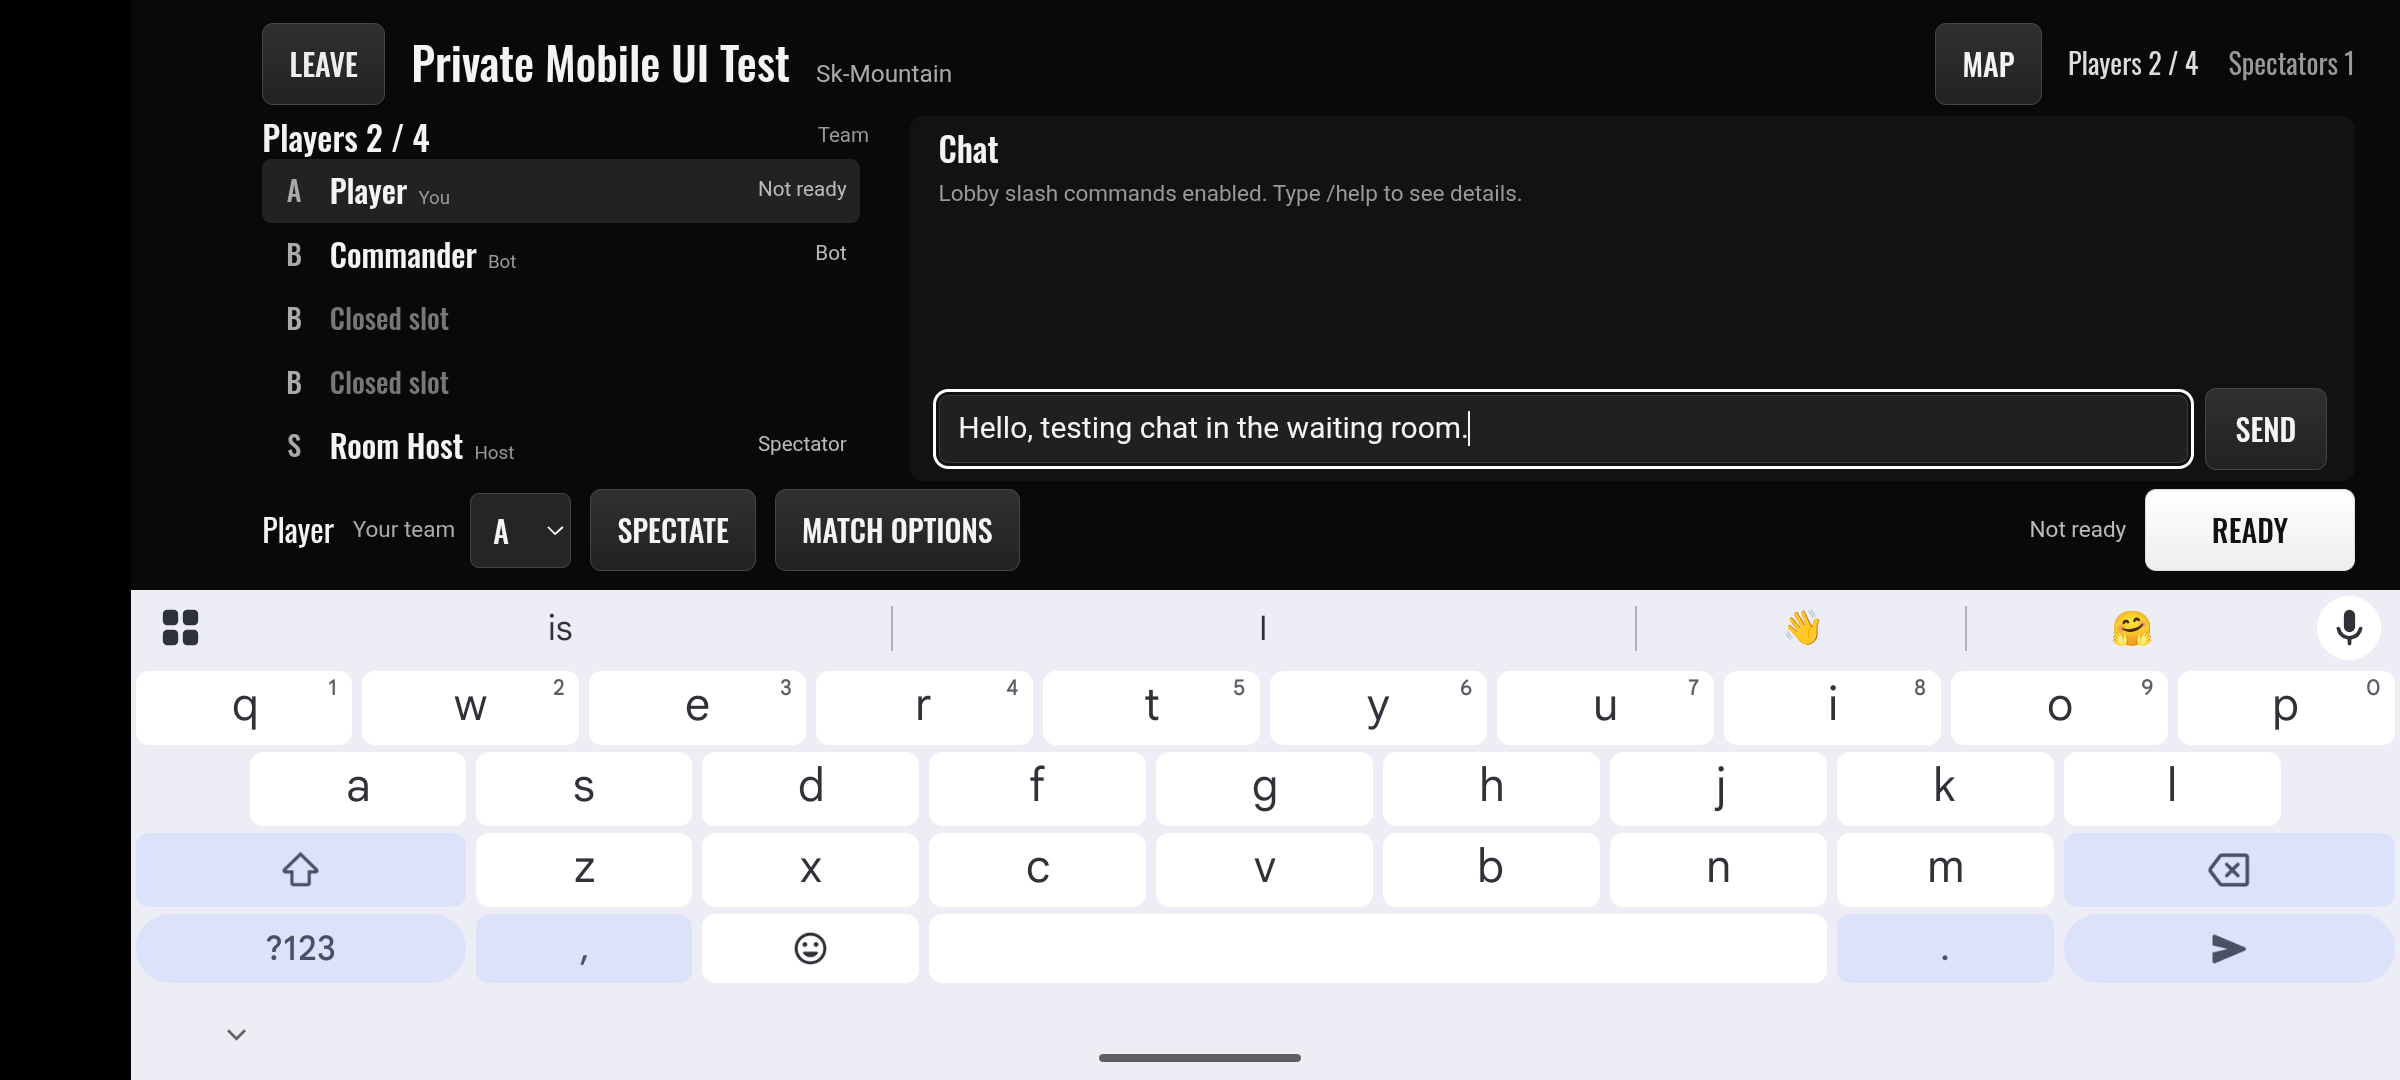 LEAVE Private Mobile UI Test Sk-Mountain MAP Players 2 / 4 Spectators 1
Players 2 / 4 Team
A Player You Not ready
B Commander Bot Bot
B Closed slot
B Closed slot
S Room Host Host Spectator
Chat
Lobby slash commands enabled. Type /help to see details.
Hello, testing chat in the waiting room. SEND
Player Your team A SPECTATE MATCH OPTIONS Not ready READY
is I 👋 🤗
q 1 w 2 e 3 r 4 t 5 y 6 u 7 i 8 o 9 p 0
a s d f g h j k l
z x c v b n m
?123 , .